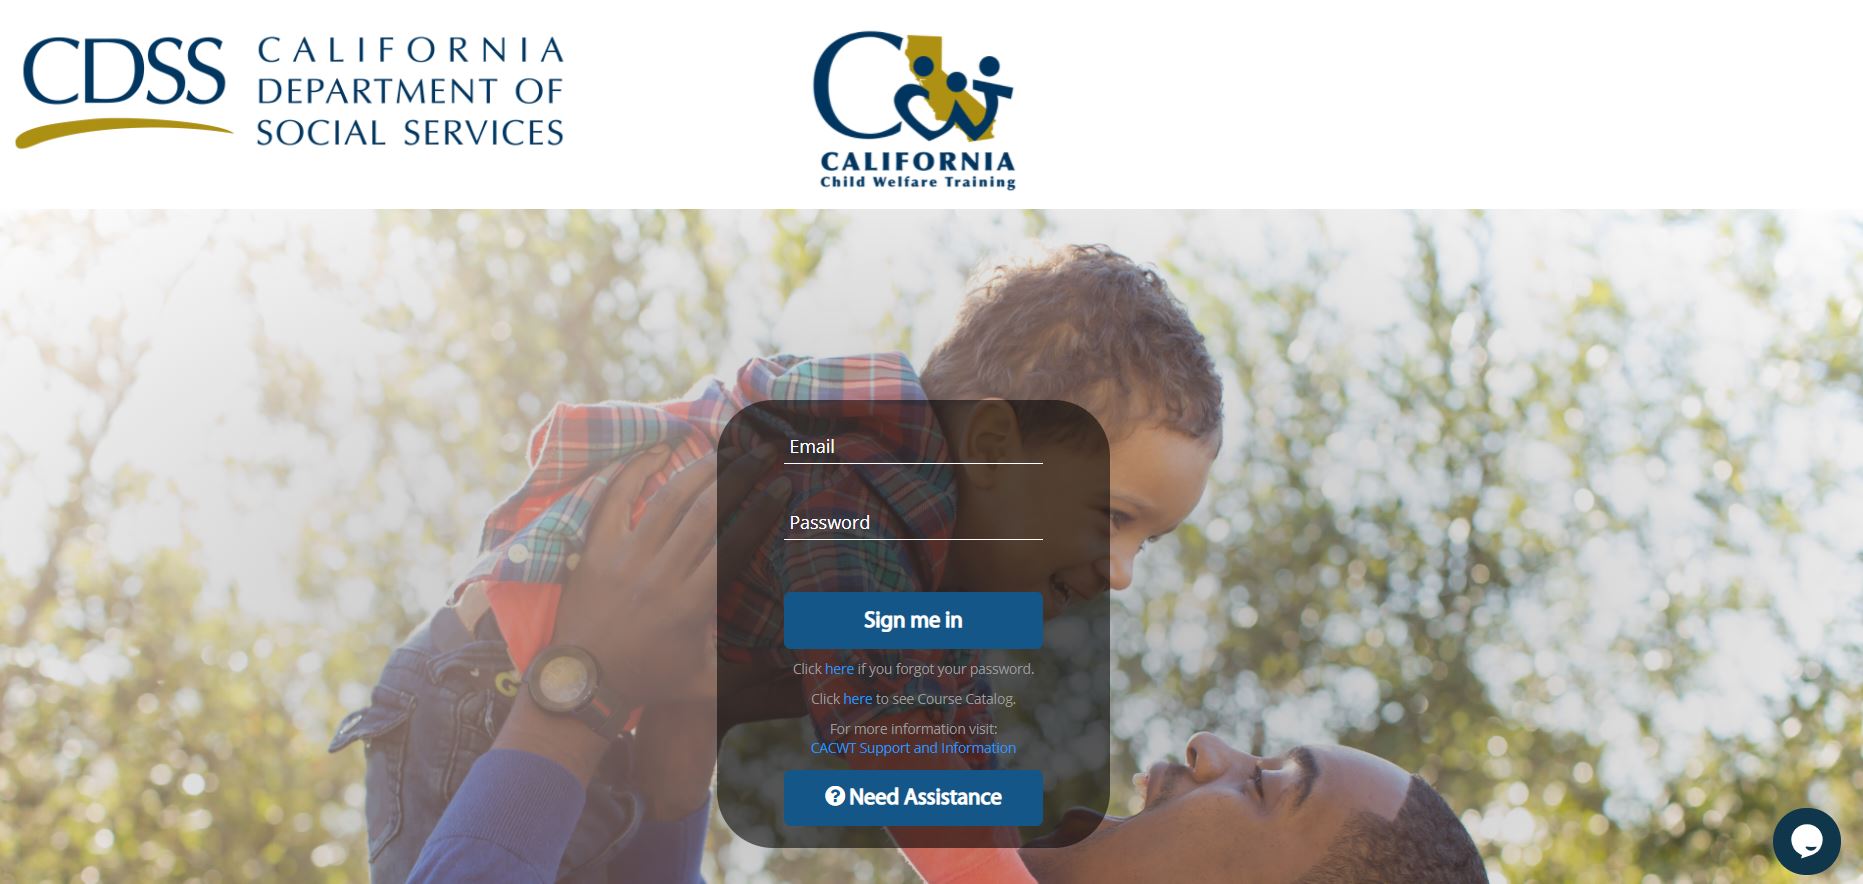 CDSS
CALIFORNIA
DEPARTMENT OF
SOCIAL SERVICES
CWT
CALIFORNIA
Child Welfare Training
Email
Password
Sign me in
Click here if you forgot your password.
Click here to see Course Catalog.
For more information visit:
CACWT Support and Information
Need Assistance